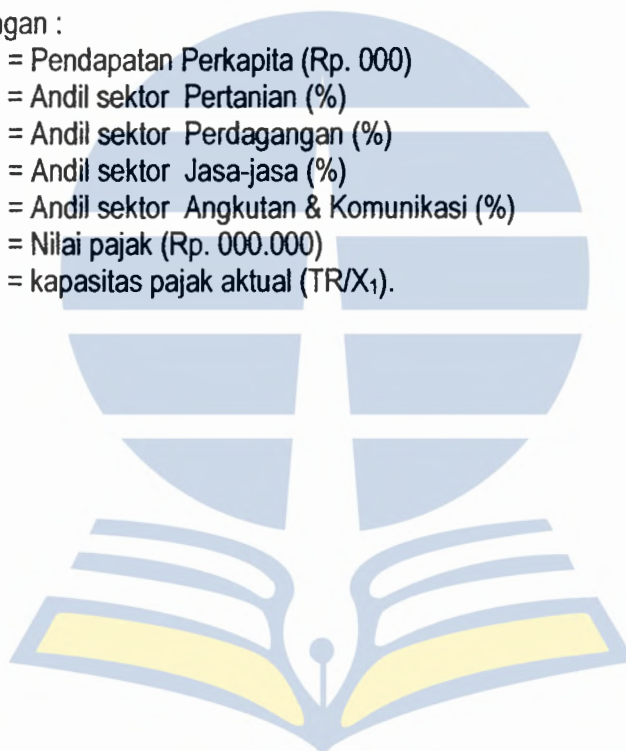 ngan :
= Pendapatan Perkapita (Rp. 000)
= Andil sektor Pertanian (%)
= Andil sektor Perdagangan (%)
= Andil sektor Jasa-jasa (%)
= Andil sektor Angkutan & Komunikasi (%)
= Nilai pajak (Rp. 000.000)
= kapasitas pajak aktual (TR/X₁).